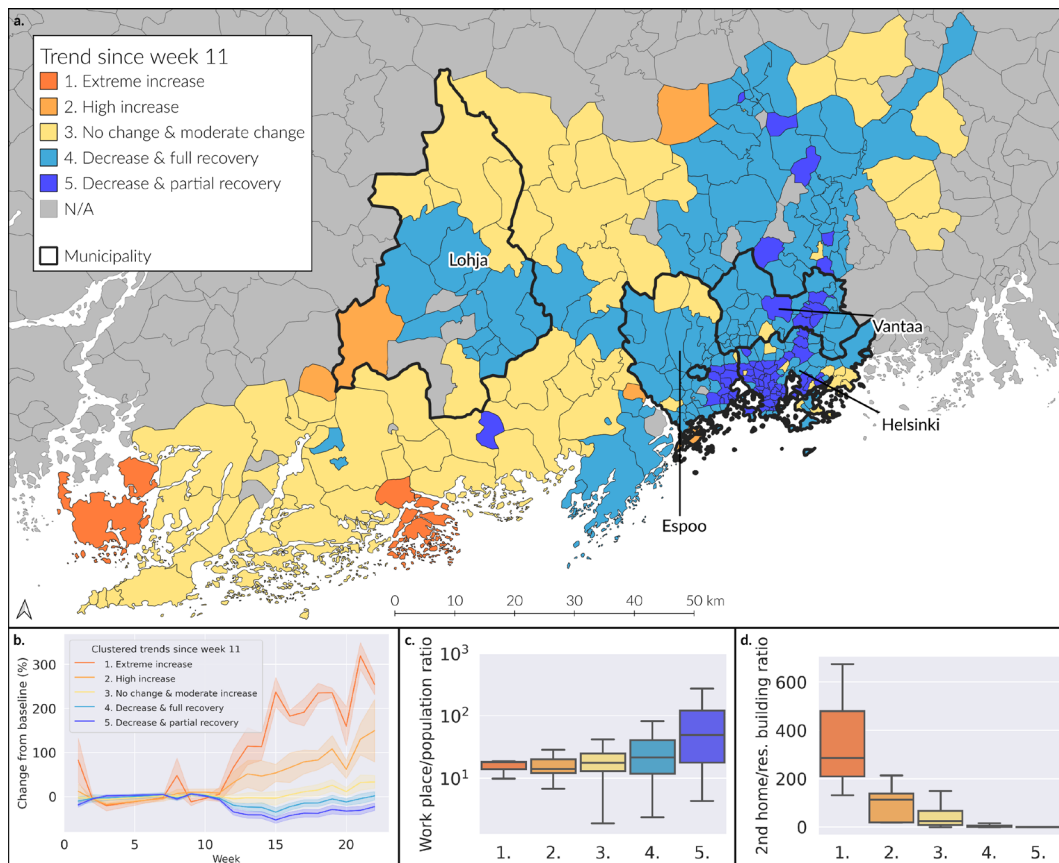 a.
Trend since week 11
1. Extreme increase
2. High increase
3. No change & moderate change
4. Decrease & full recovery
5. Decrease & partial recovery
N/A
Municipality
Lohja
Vantaa
Helsinki
Espoo
0 10 20 30 40 50 km
b.
Clustered trends since week 11
1. Extreme increase
2. High increase
3. No change & moderate increase
4. Decrease & full recovery
5. Decrease & partial recovery
Change from baseline (%)
300
200
100
0
0 5 10 15 20
Week
c.
Work place/population ratio
10³
10²
10¹
1. 2. 3. 4. 5.
d.
2nd home/res. building ratio
600
400
200
0
1. 2. 3. 4. 5.